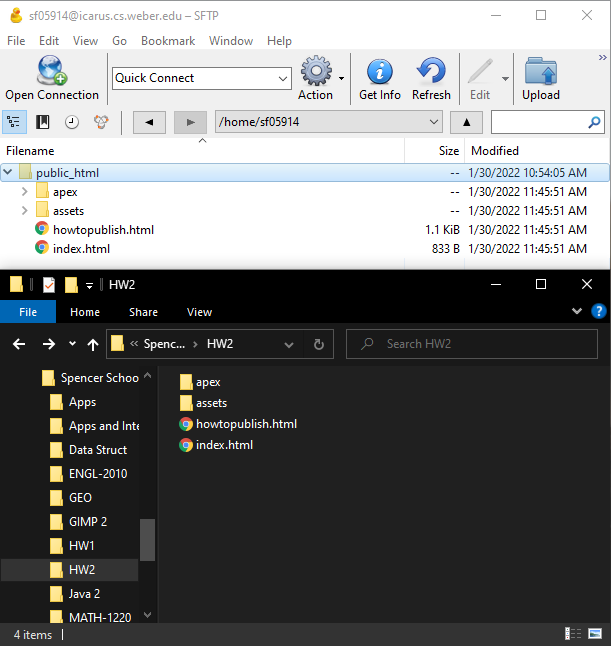 sf05914@icarus.cs.weber.edu – SFTP
File Edit View Go Bookmark Window Help
Open Connection Quick Connect Action Get Info Refresh Edit Upload
/home/sf05914
Filename Size Modified
public_html -- 1/30/2022 10:54:05 AM
apex -- 1/30/2022 11:45:51 AM
assets -- 1/30/2022 11:45:51 AM
howtopublish.html 1.1 KiB 1/30/2022 11:45:51 AM
index.html 833 B 1/30/2022 11:45:51 AM
HW2
File Home Share View
« Spenc... > HW2 Search HW2
Spencer Schoo
Apps
Apps and Inte
Data Struct
ENGL-2010
GEO
GIMP 2
HW1
HW2
Java 2
MATH-1220
apex
assets
howtopublish.html
index.html
4 items